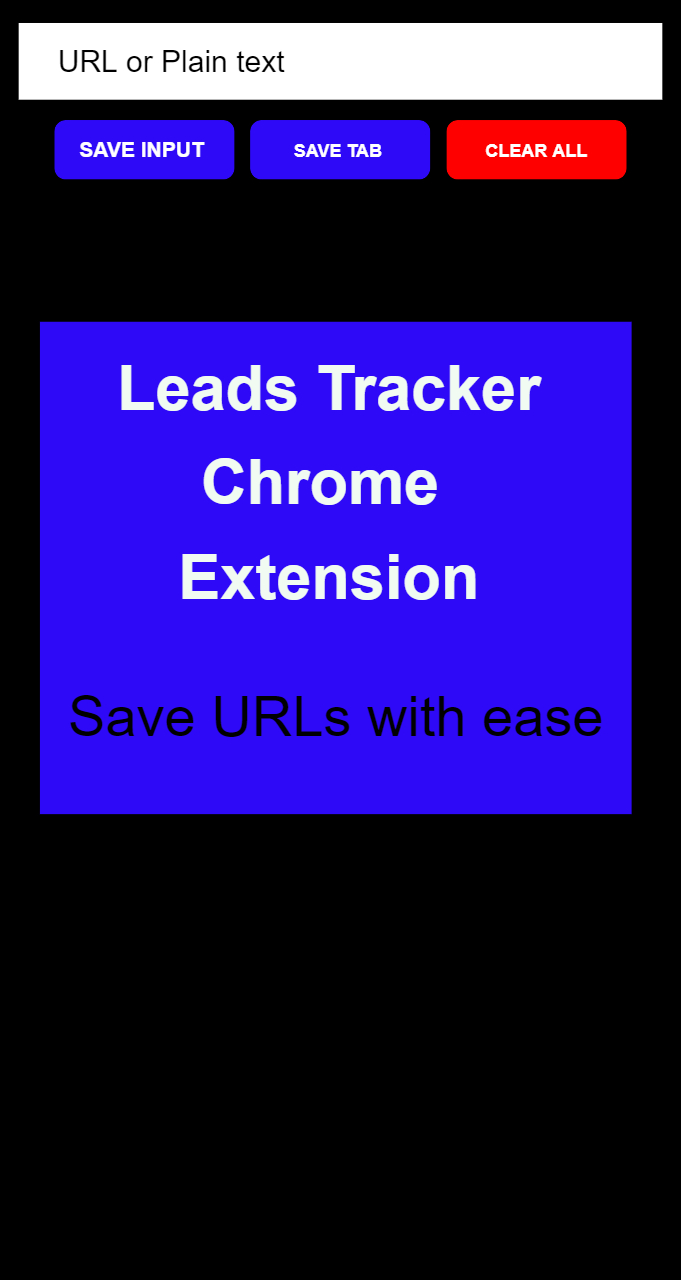 URL or Plain text
SAVE INPUT SAVE TAB CLEAR ALL
Leads Tracker
Chrome
Extension
Save URLs with ease